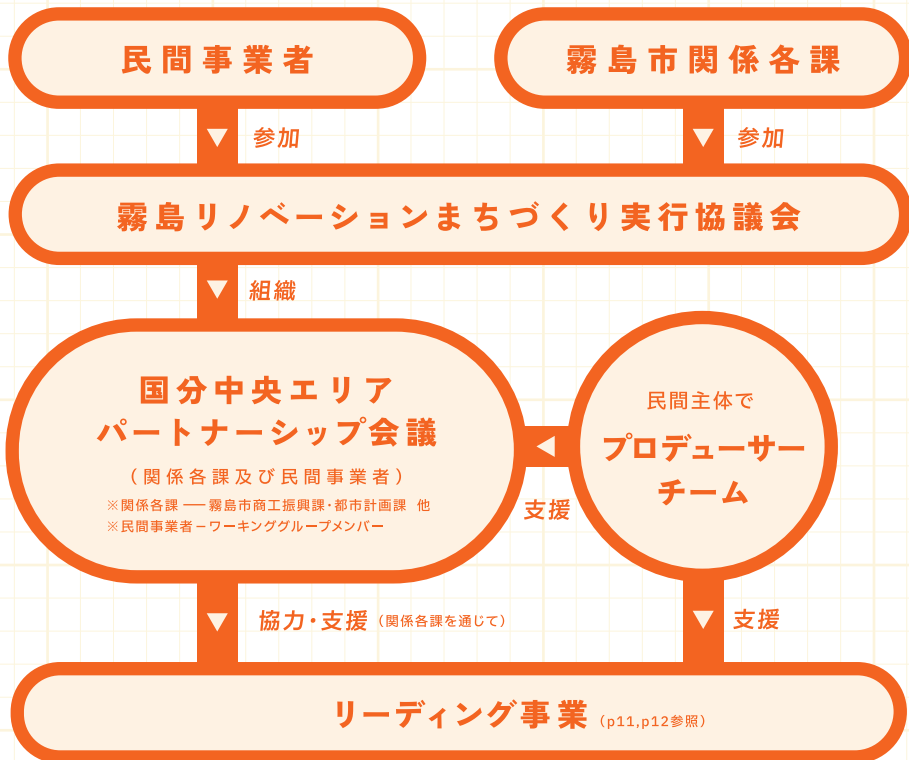 民間事業者
霧島市関係各課
▼ 参加
▼ 参加
霧島リノベーションまちづくり実行協議会
▼ 組織
国分中央エリア
パートナーシップ会議
（関係各課及び民間事業者）
※関係各課 ── 霧島市商工振興課・都市計画課 他
※民間事業者－ワーキンググループメンバー
民間主体で
プロデューサー
チーム
◀
支援
▼ 協力・支援（関係各課を通じて）
▼ 支援
リーディング事業（p11,p12参照）